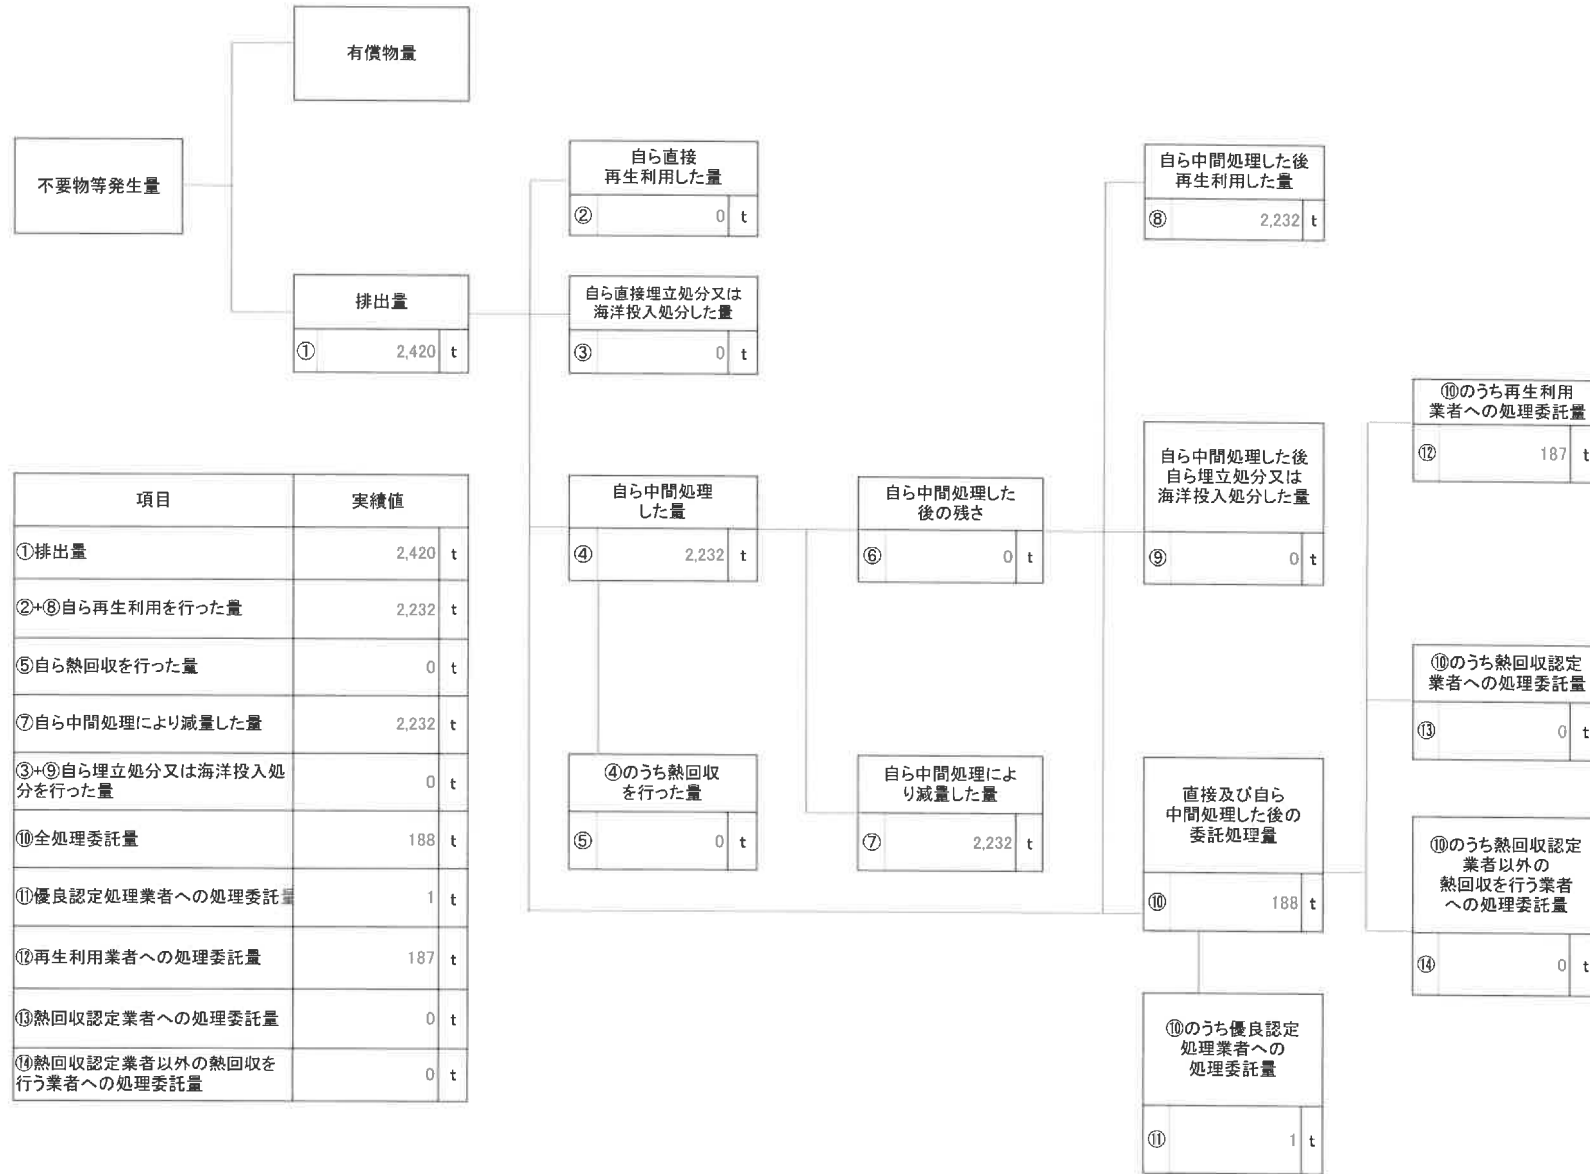 有償物量
不要物等発生量
排出量
① 2,420 t
自ら直接
再生利用した量
② 0 t
自ら直接埋立処分又は
海洋投入処分した量
③ 0 t
自ら中間処理
した量
④ 2,232 t
④のうち熱回収
を行った量
⑤ 0 t
自ら中間処理した
後の残さ
⑥ 0 t
自ら中間処理によ
り減量した量
⑦ 2,232 t
自ら中間処理した後
再生利用した量
⑧ 2,232 t
自ら中間処理した後
自ら埋立処分又は
海洋投入処分した量
⑨ 0 t
直接及び自ら
中間処理した後の
委託処理量
⑩ 188 t
⑩のうち優良認定
処理業者への
処理委託量
⑪ 1 t
⑩のうち再生利用
業者への処理委託量
⑫ 187 t
⑩のうち熱回収認定
業者への処理委託量
⑬ 0 t
⑩のうち熱回収認定
業者以外の
熱回収を行う業者
への処理委託量
⑭ 0 t
項目 実績値
①排出量 2,420 t
②+⑧自ら再生利用を行った量 2,232 t
⑤自ら熱回収を行った量 0 t
⑦自ら中間処理により減量した量 2,232 t
③+⑨自ら埋立処分又は海洋投入処
分を行った量 0 t
⑩全処理委託量 188 t
⑪優良認定処理業者への処理委託量 1 t
⑫再生利用業者への処理委託量 187 t
⑬熱回収認定業者への処理委託量 0 t
⑭熱回収認定業者以外の熱回収を
行う業者への処理委託量 0 t